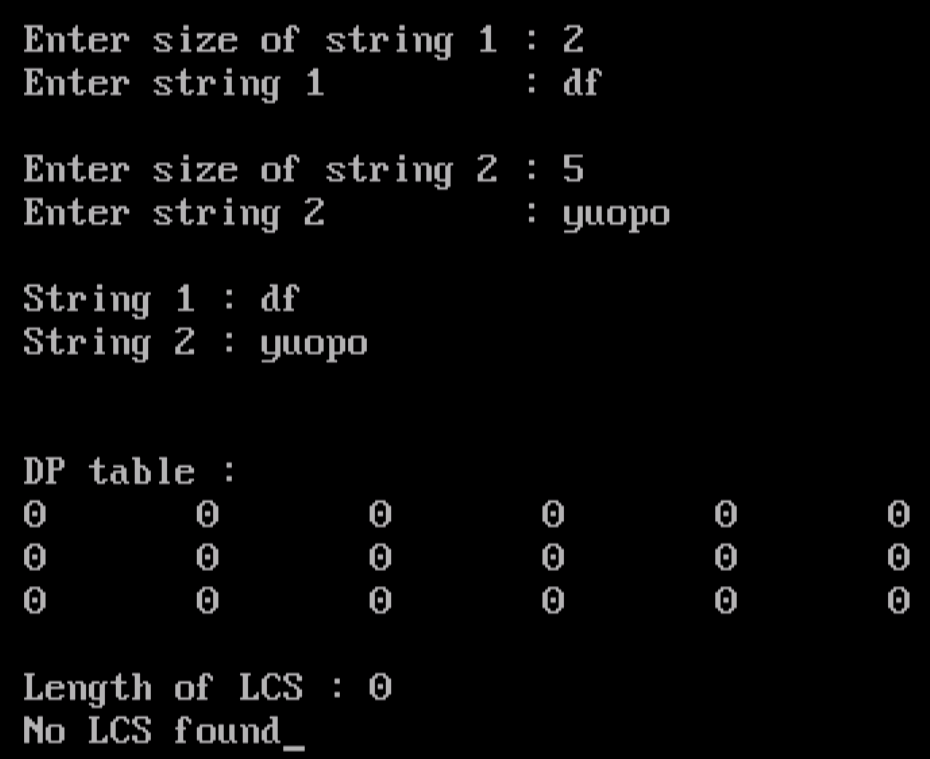 Enter size of string 1 : 2
Enter string 1 : df
Enter size of string 2 : 5
Enter string 2 : yuopo
String 1 : df
String 2 : yuopo
DP table :
0 0 0 0 0 0
0 0 0 0 0 0
0 0 0 0 0 0
Length of LCS : 0
No LCS found_